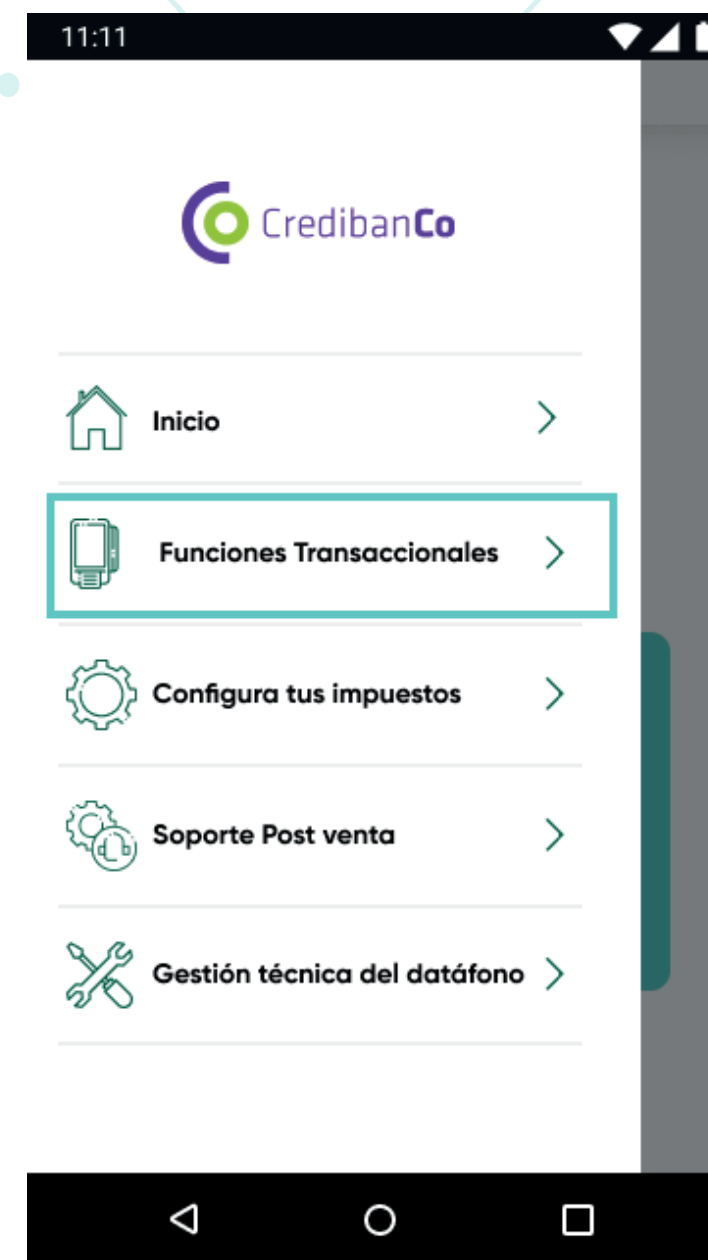 11:11
CredibanCo
Inicio
Funciones Transaccionales
Configura tus impuestos
Soporte Post venta
Gestión técnica del datáfono